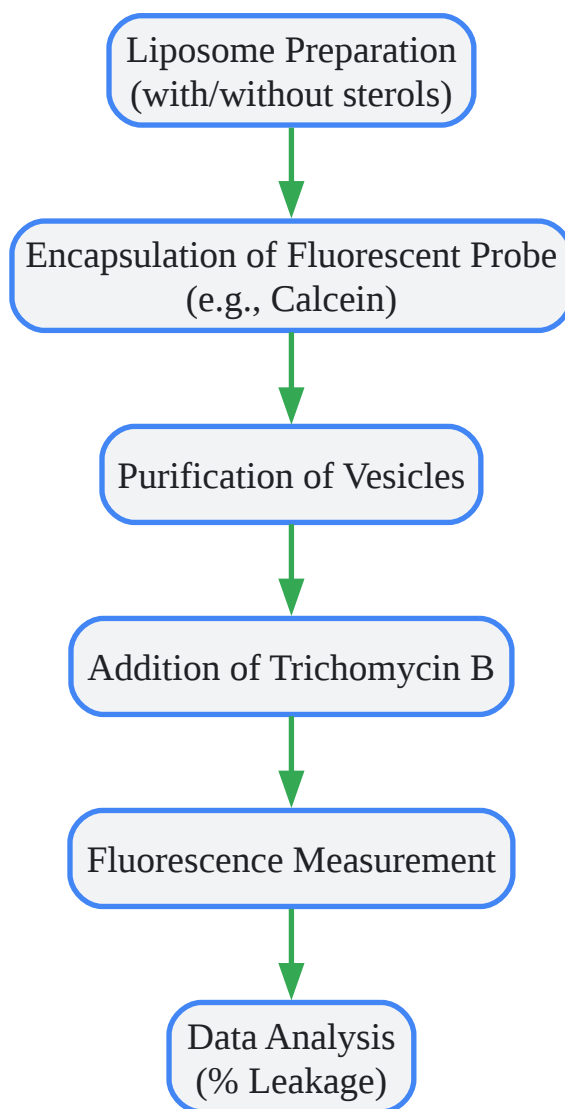 Liposome Preparation
(with/without sterols)
Encapsulation of Fluorescent Probe
(e.g., Calcein)
Purification of Vesicles
Addition of Trichomycin B
Fluorescence Measurement
Data Analysis
(% Leakage)